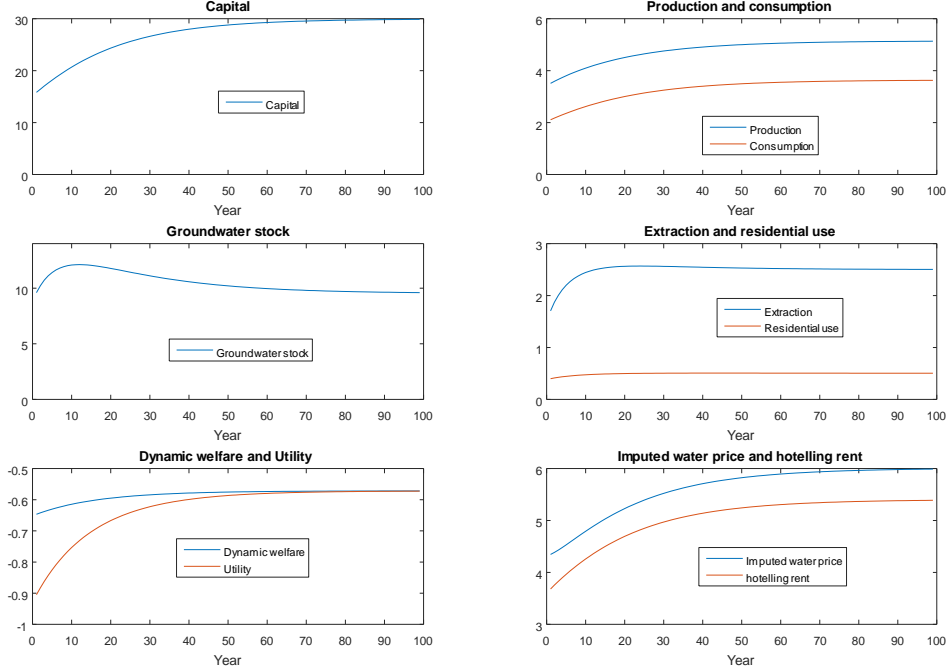 Capital
30
20
10
0
Capital
0 10 20 30 40 50 60 70 80 90 100
Year
Production and consumption
6
4
2
0
Production
Consumption
0 10 20 30 40 50 60 70 80 90 100
Year
Groundwater stock
10
5
0
Groundwater stock
0 10 20 30 40 50 60 70 80 90 100
Year
Extraction and residential use
3
2
1
0
Extraction
Residential use
0 10 20 30 40 50 60 70 80 90 100
Year
Dynamic welfare and Utility
-0.5
-0.6
-0.7
-0.8
-0.9
-1
Dynamic welfare
Utility
0 10 20 30 40 50 60 70 80 90 100
Year
Imputed water price and hotelling rent
6
5
4
3
Imputed water price
hotelling rent
0 10 20 30 40 50 60 70 80 90 100
Year